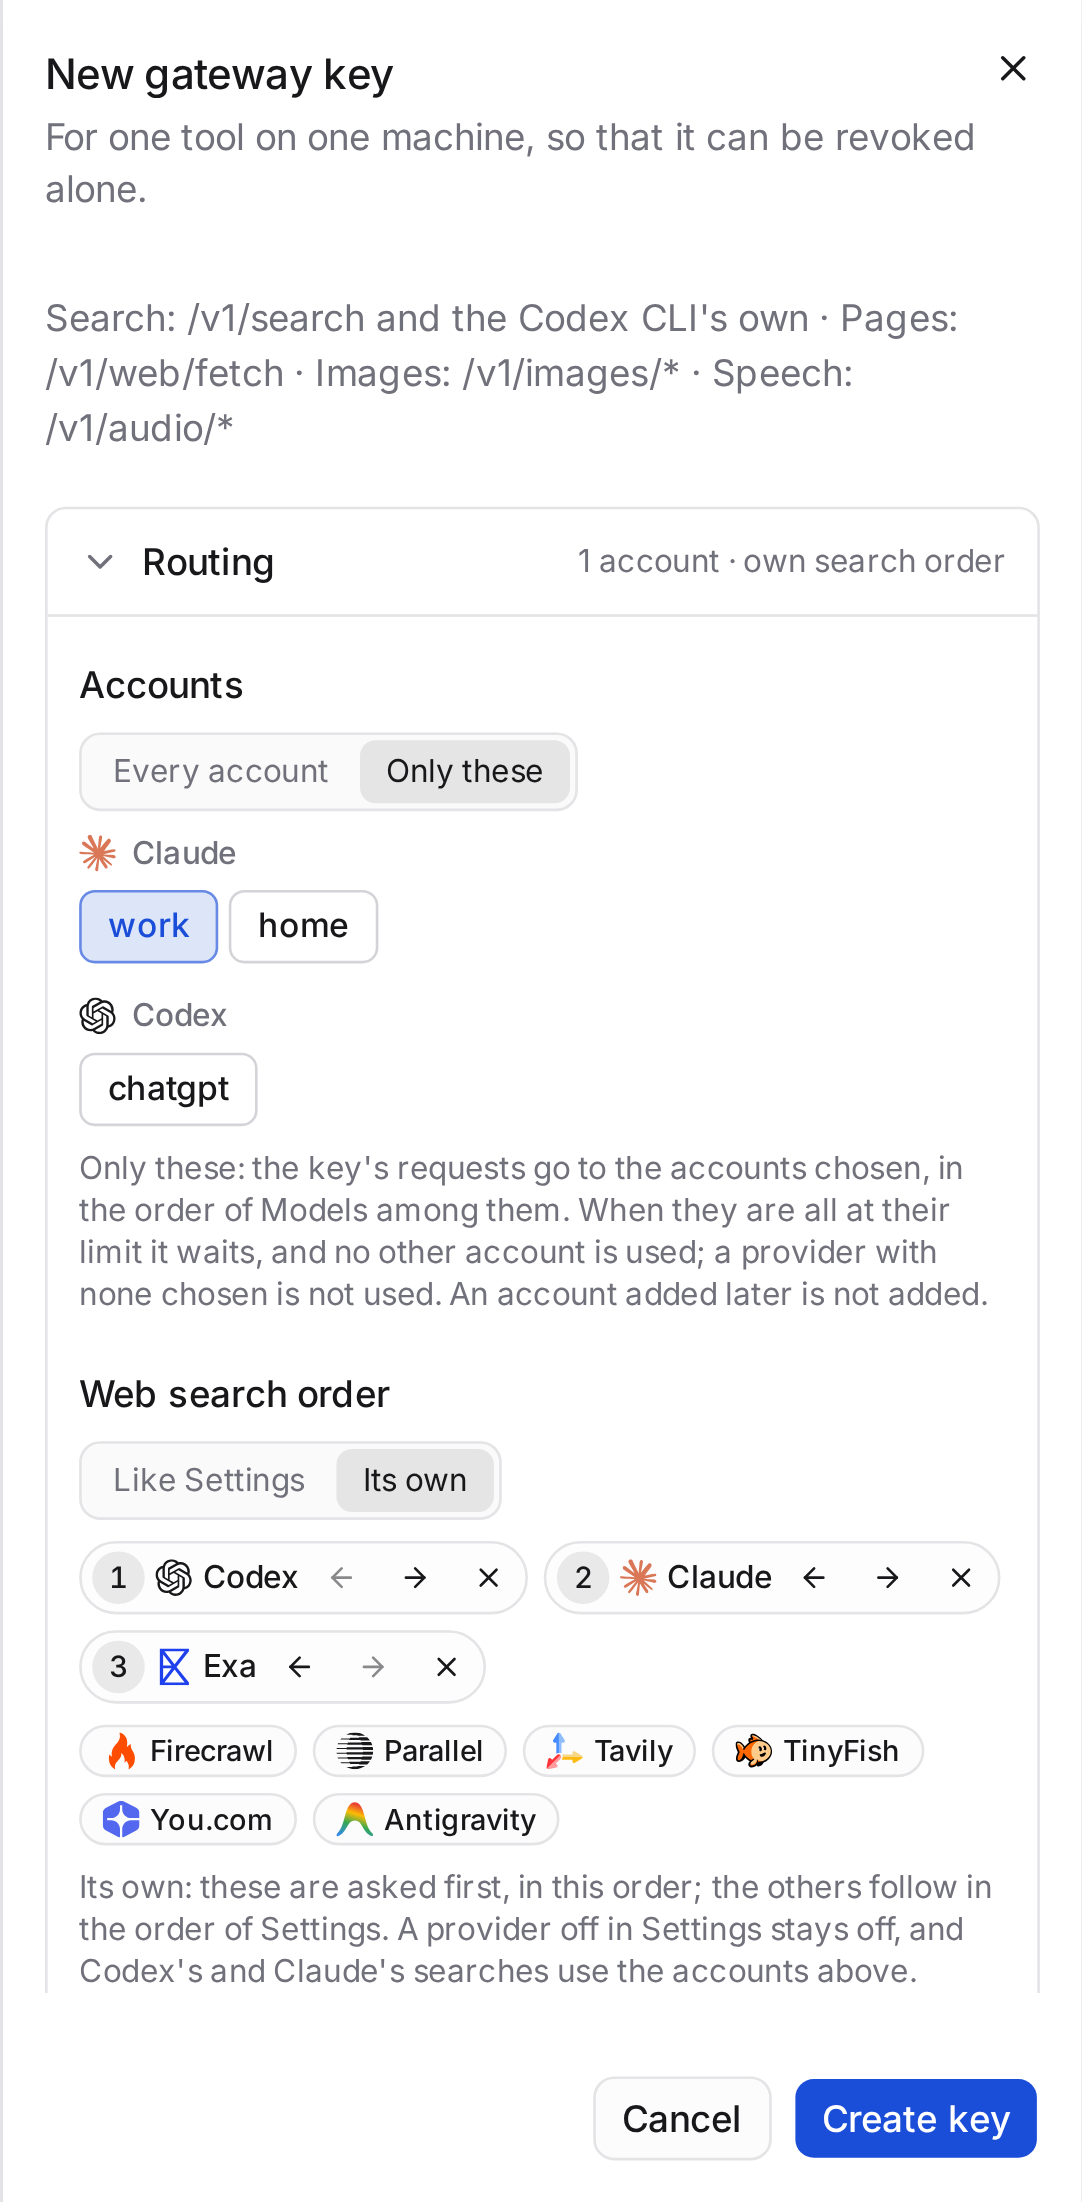 New gateway key
For one tool on one machine, so that it can be revoked
alone.
Search: /v1/search and the Codex CLI's own · Pages:
/v1/web/fetch · Images: /v1/images/* · Speech:
/v1/audio/*
Routing 1 account · own search order
Accounts
Every account Only these
Claude
work home
Codex
chatgpt
Only these: the key's requests go to the accounts chosen, in
the order of Models among them. When they are all at their
limit it waits, and no other account is used; a provider with
none chosen is not used. An account added later is not added.
Web search order
Like Settings Its own
1 Codex ← → × 2 Claude ← → ×
3 Exa ← → ×
Firecrawl Parallel Tavily TinyFish
You.com Antigravity
Its own: these are asked first, in this order; the others follow in
the order of Settings. A provider off in Settings stays off, and
Codex's and Claude's searches use the accounts above.
Cancel Create key